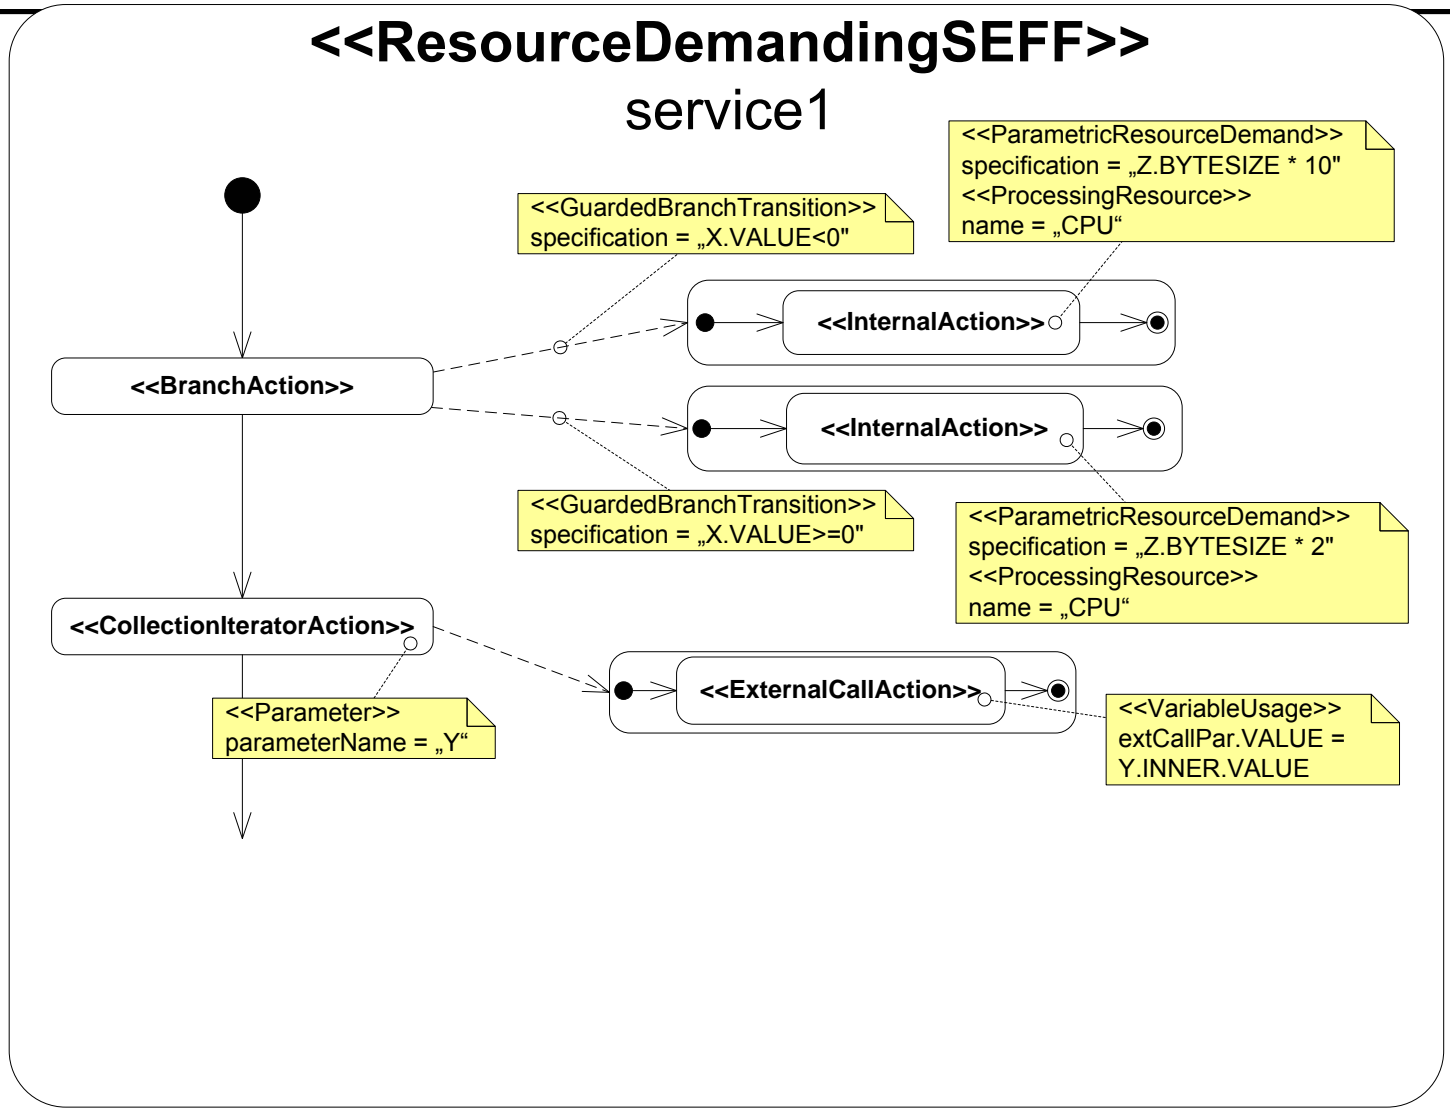 <<ResourceDemandingSEFF>>
service1
<<ParametricResourceDemand>>
specification = „Z.BYTESIZE * 10"
<<ProcessingResource>>
name = „CPU“
<<GuardedBranchTransition>>
specification = „X.VALUE<0"
<<InternalAction>>
<<BranchAction>>
<<InternalAction>>
<<GuardedBranchTransition>>
specification = „X.VALUE>=0"
<<ParametricResourceDemand>>
specification = „Z.BYTESIZE * 2"
<<ProcessingResource>>
name = „CPU“
<<CollectionIteratorAction>>
<<Parameter>>
parameterName = „Y“
<<ExternalCallAction>>
<<VariableUsage>>
extCallPar.VALUE =
Y.INNER.VALUE